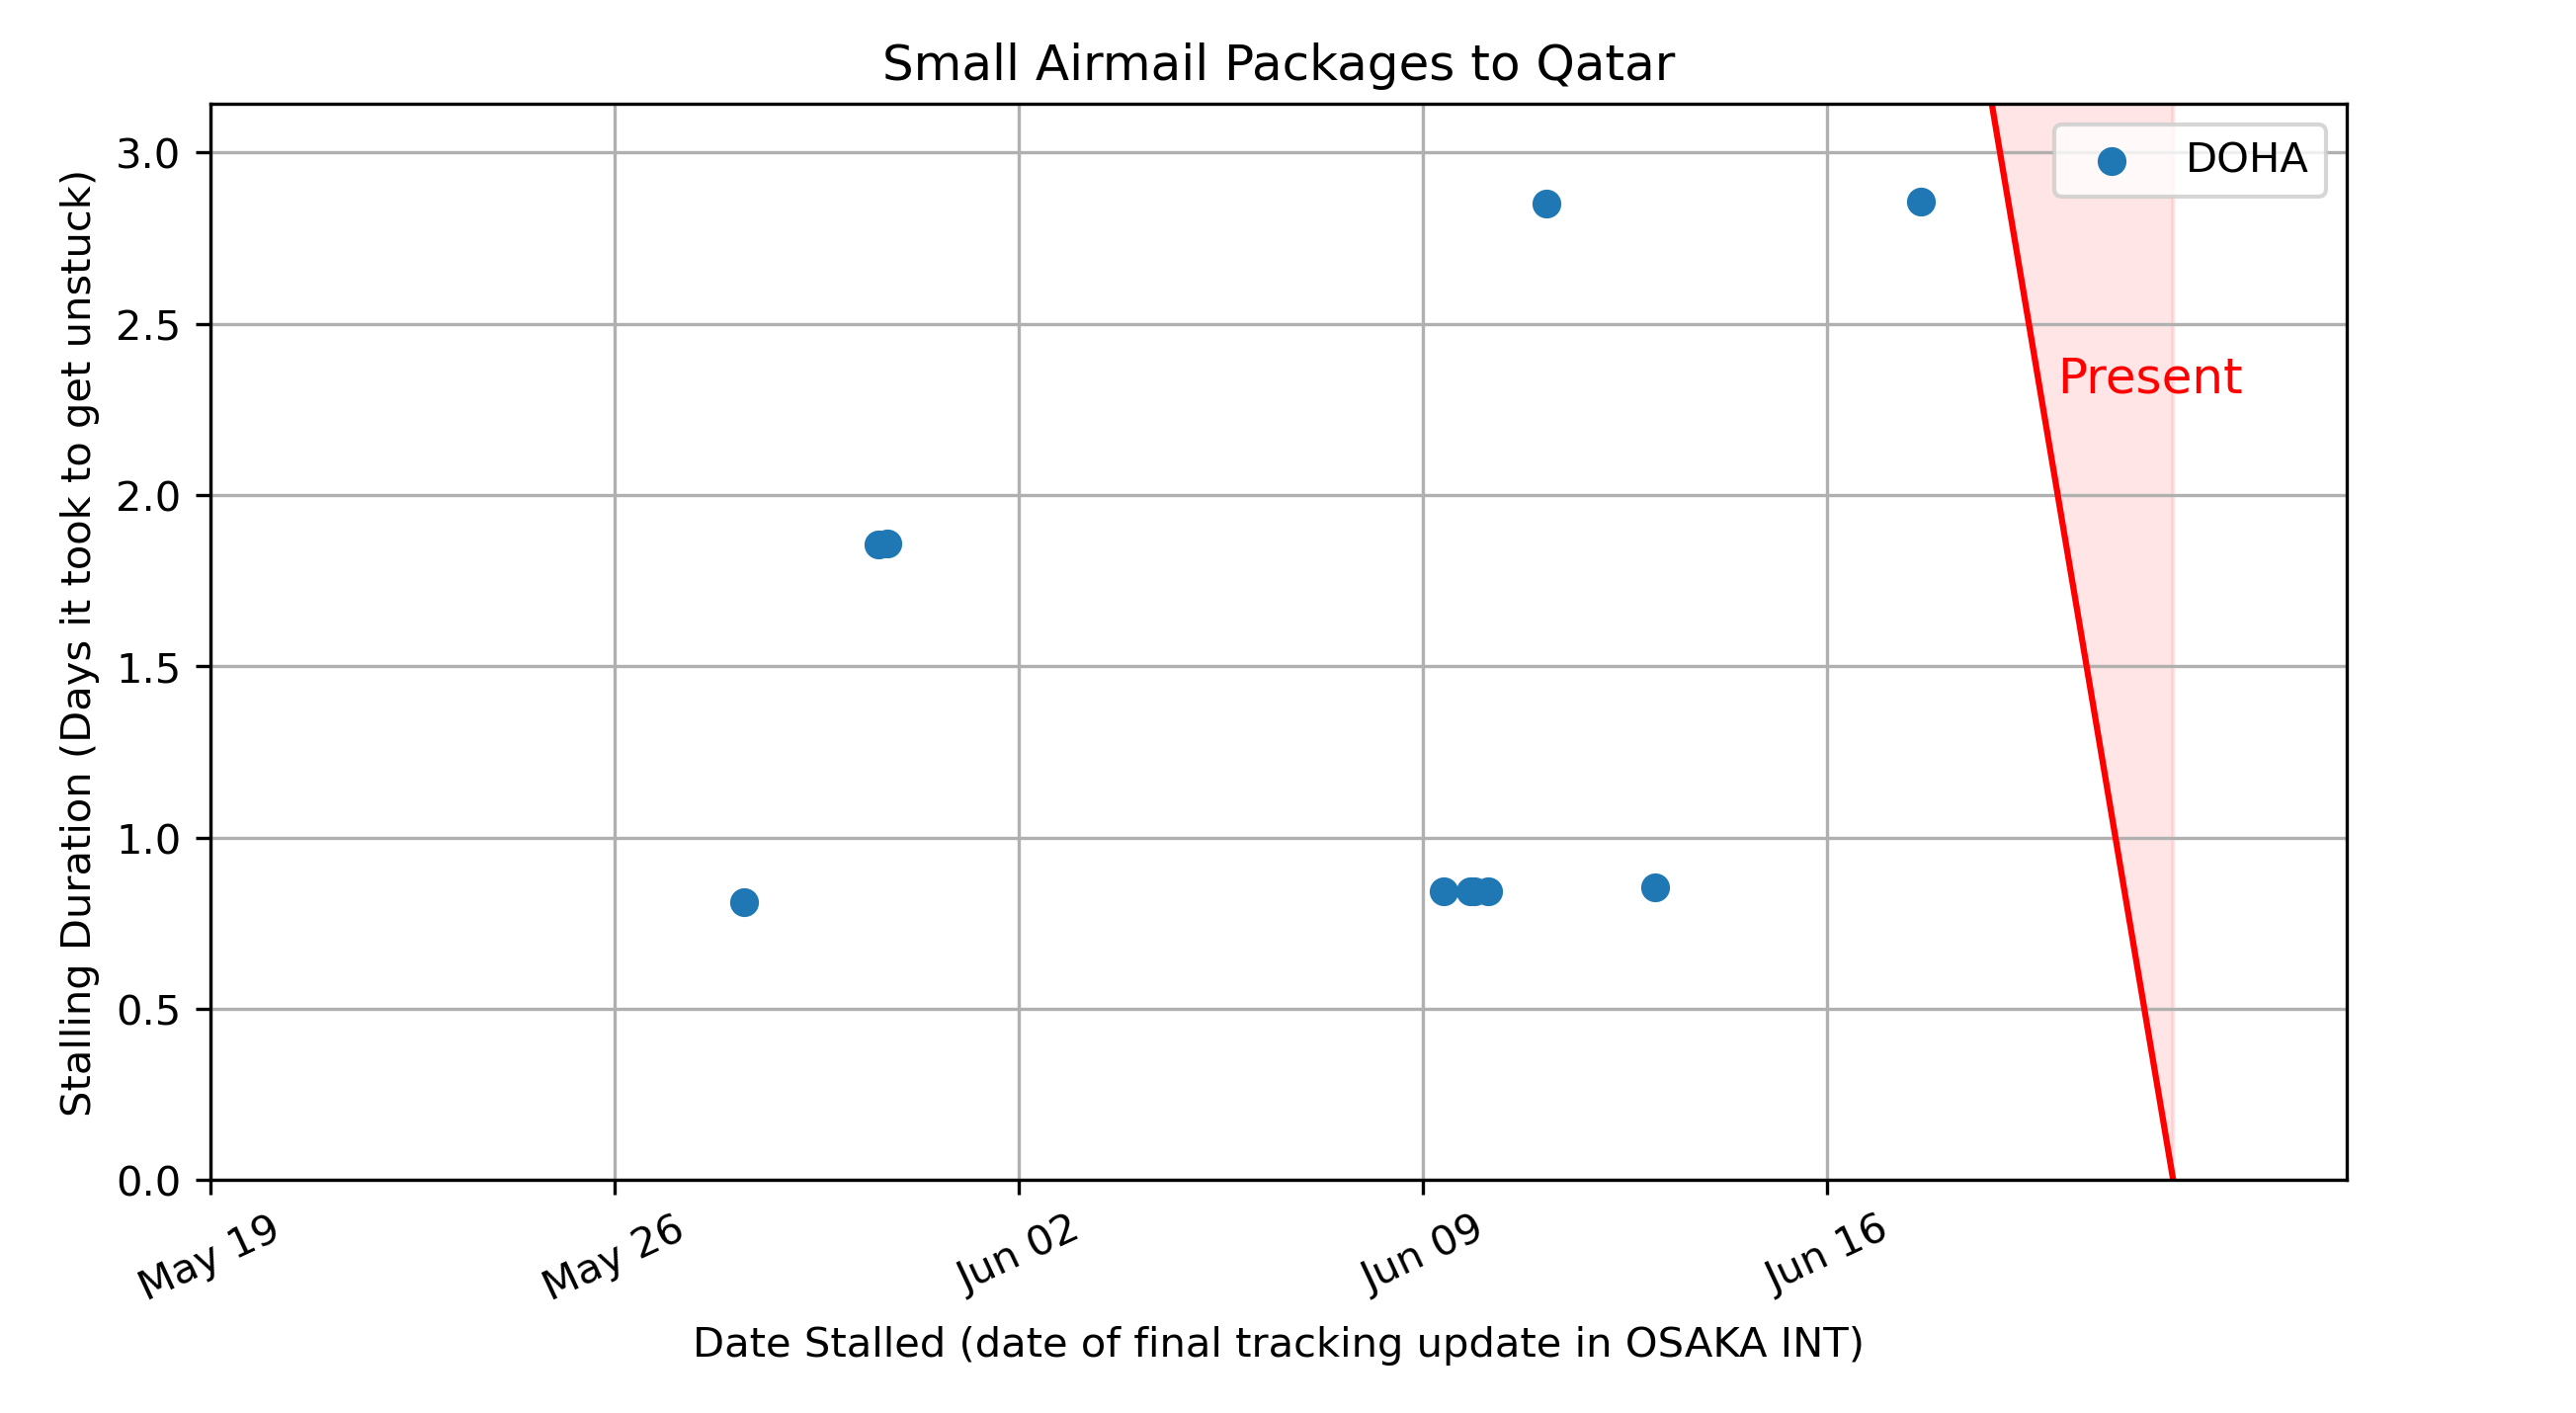 Small Airmail Packages to Qatar
Stalling Duration (Days it took to get unstuck)
3.0
2.5
2.0
1.5
1.0
0.5
0.0
DOHA
Present
May 19
May 26
Jun 02
Jun 09
Jun 16
Date Stalled (date of final tracking update in OSAKA INT)